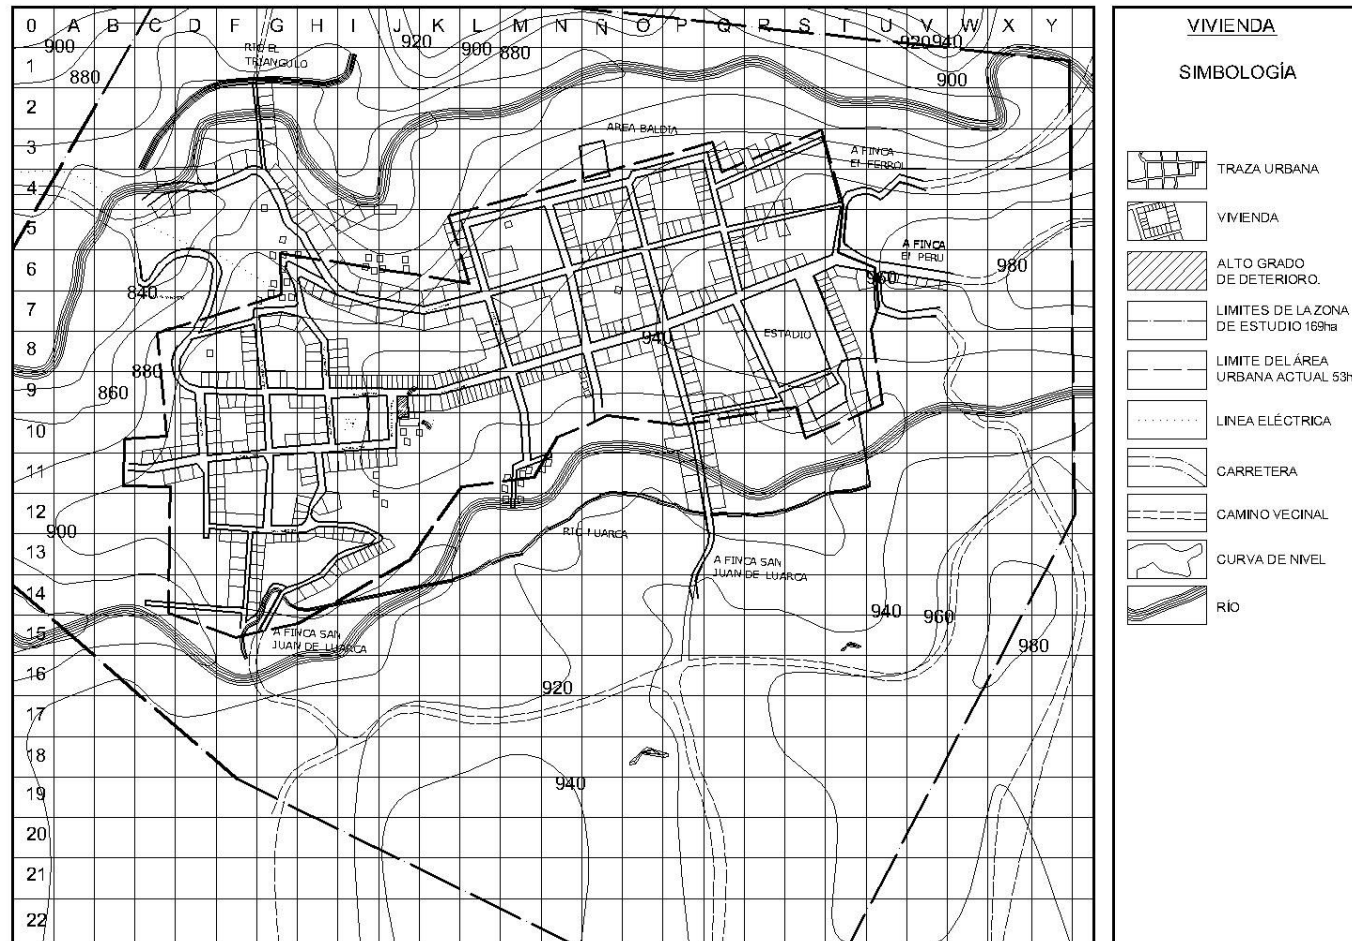 0 A B C D E F G H I J K L M N Ñ O P Q R S T U V W X Y
1
2
3
4
5
6
7
8
9
10
11
12
13
14
15
16
17
18
19
20
21
22
900
880
920
900
880
920
940
900
RIO EL
TRIANGULO
AREA BALDIA
A FINCA
A FINCA
El PERU
980
960
840
ESTADIO
940
880
860
900
RIO LUARCA
A FINCA SAN
JUAN DE LUARCA
940
960
A FINCA SAN
JUAN DE LUARCA
980
920
940
VIVIENDA
SIMBOLOGÍA
TRAZA URBANA
VIVIENDA
ALTO GRADO
DE DETERIORO.
LIMITES DE LA ZONA
DE ESTUDIO 169ha
LIMITE DEL ÁREA
URBANA ACTUAL 53h
LINEA ELÉCTRICA
CARRETERA
CAMINO VECINAL
CURVA DE NIVEL
RÍO